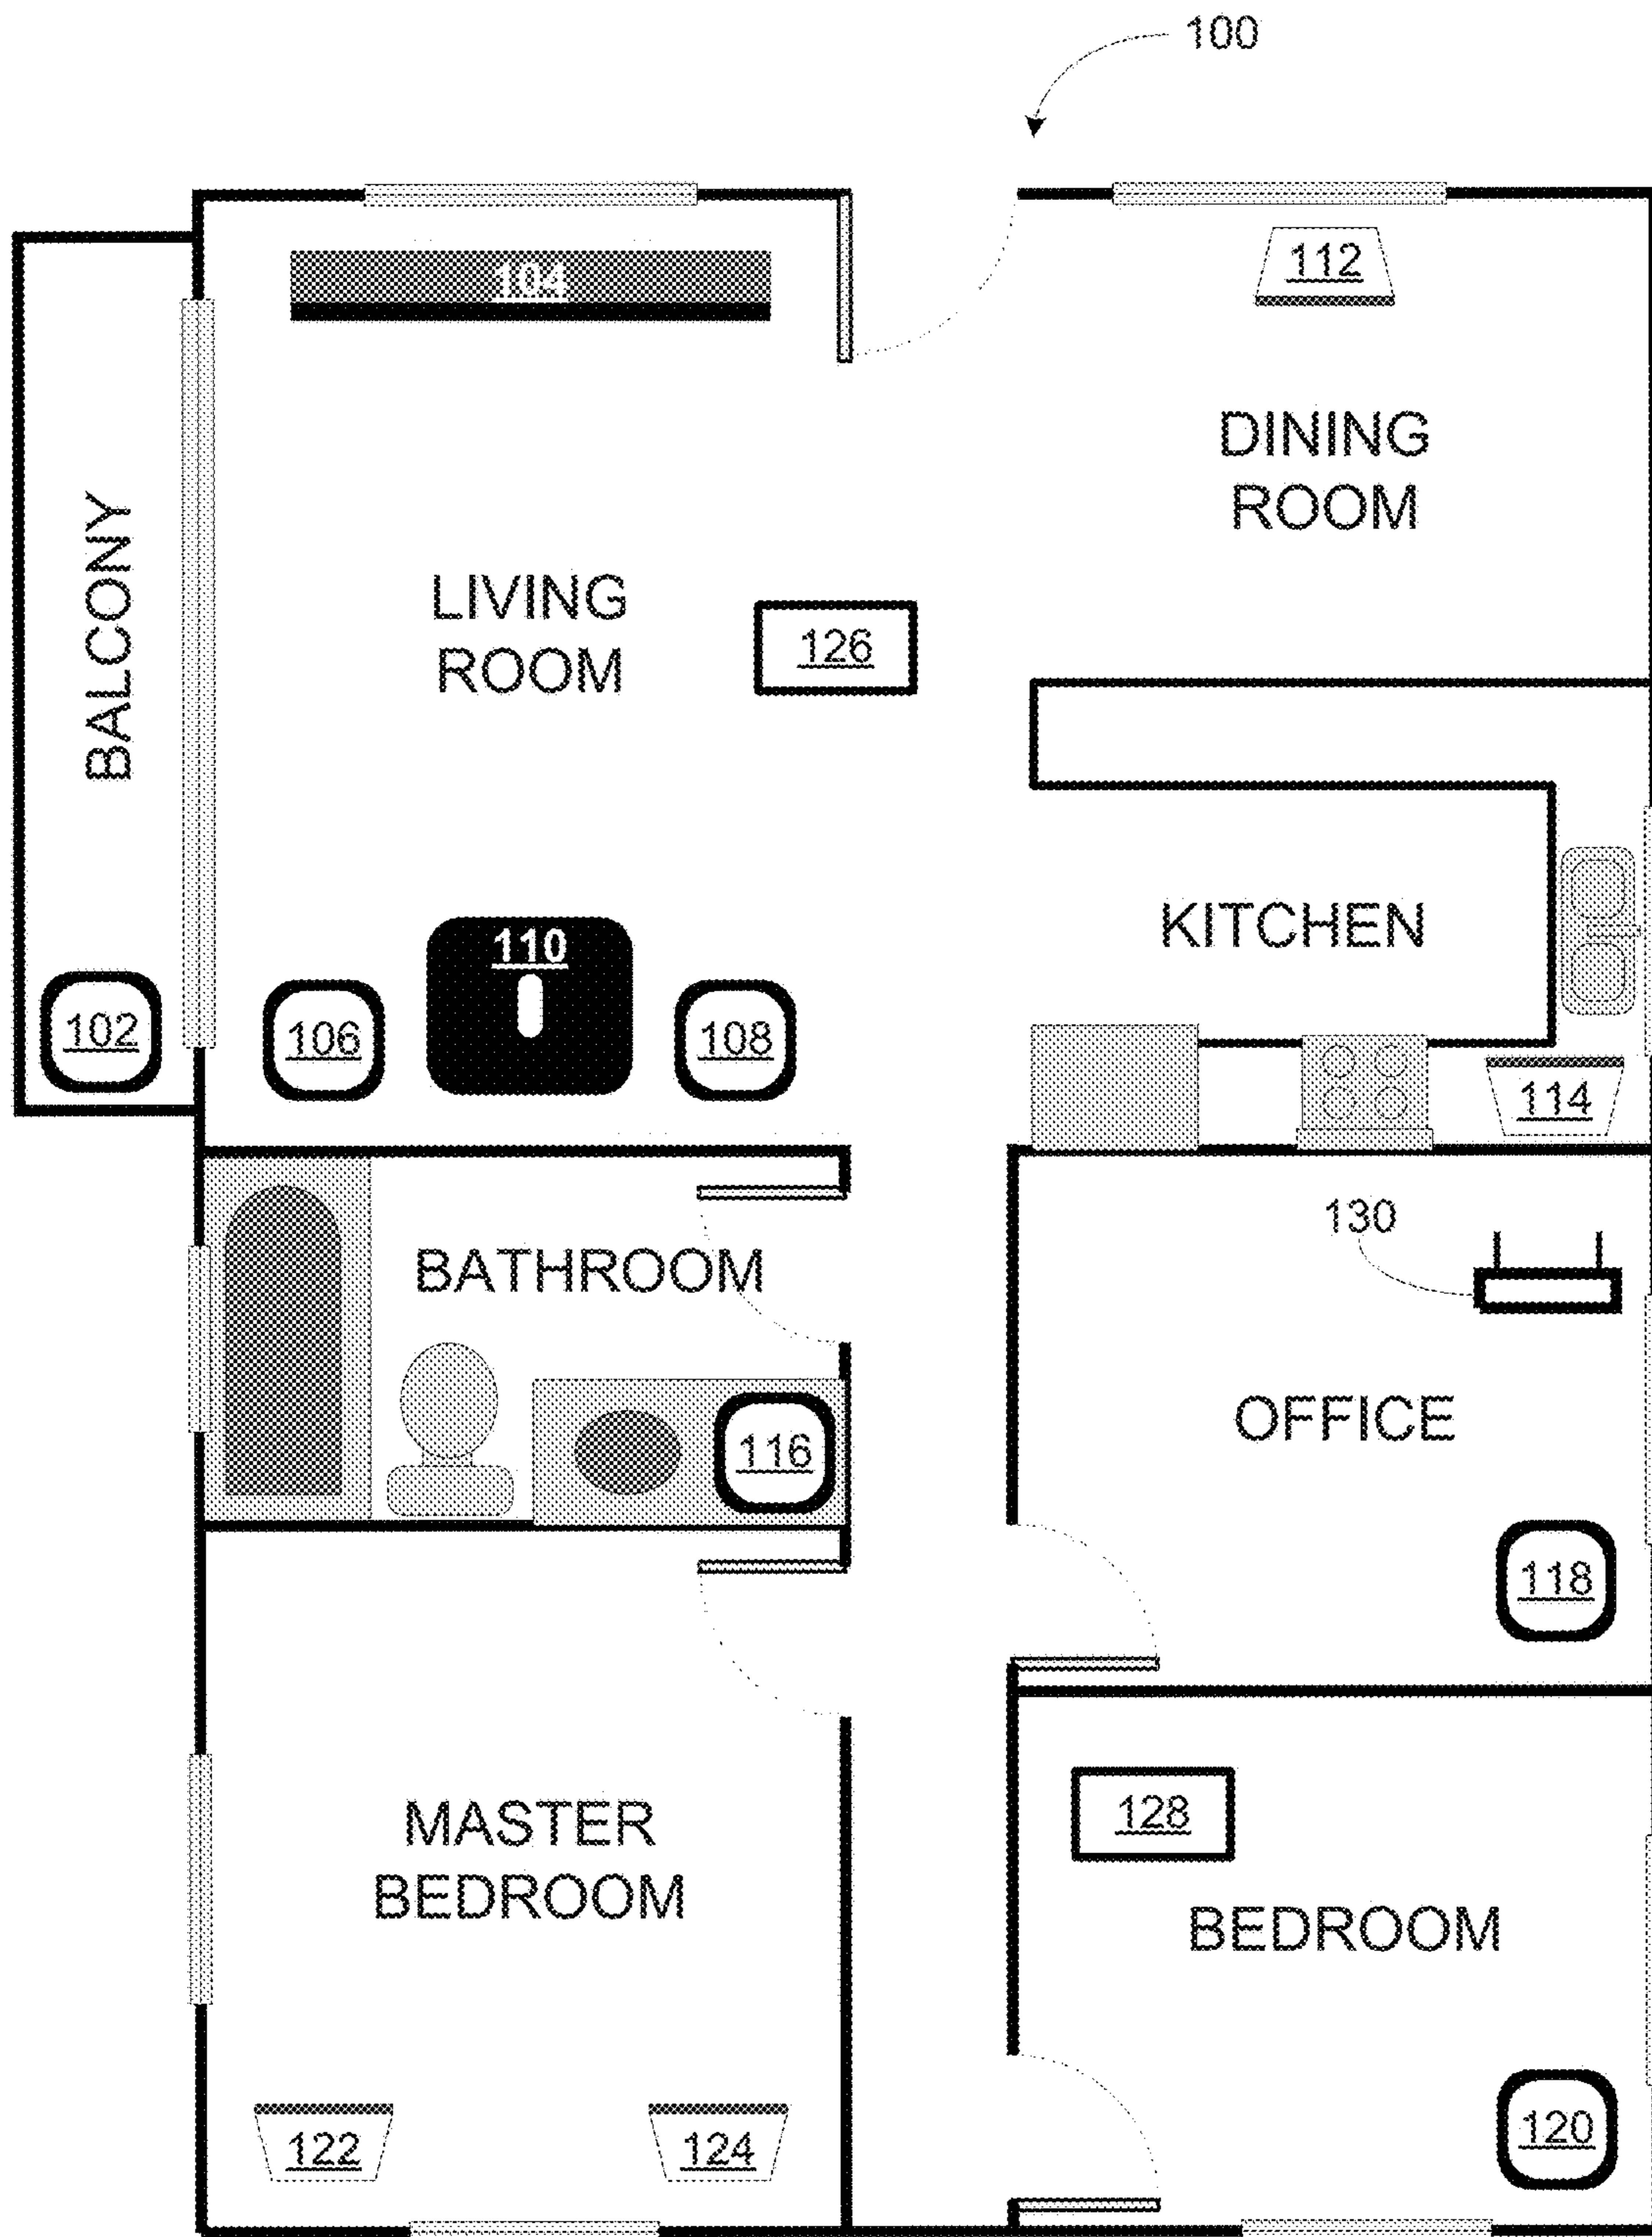 100
104
112
DINING
ROOM
BALCONY
LIVING
ROOM
126
KITCHEN
110
102
106
108
114
130
BATHROOM
OFFICE
116
118
128
MASTER
BEDROOM
BEDROOM
122
124
120